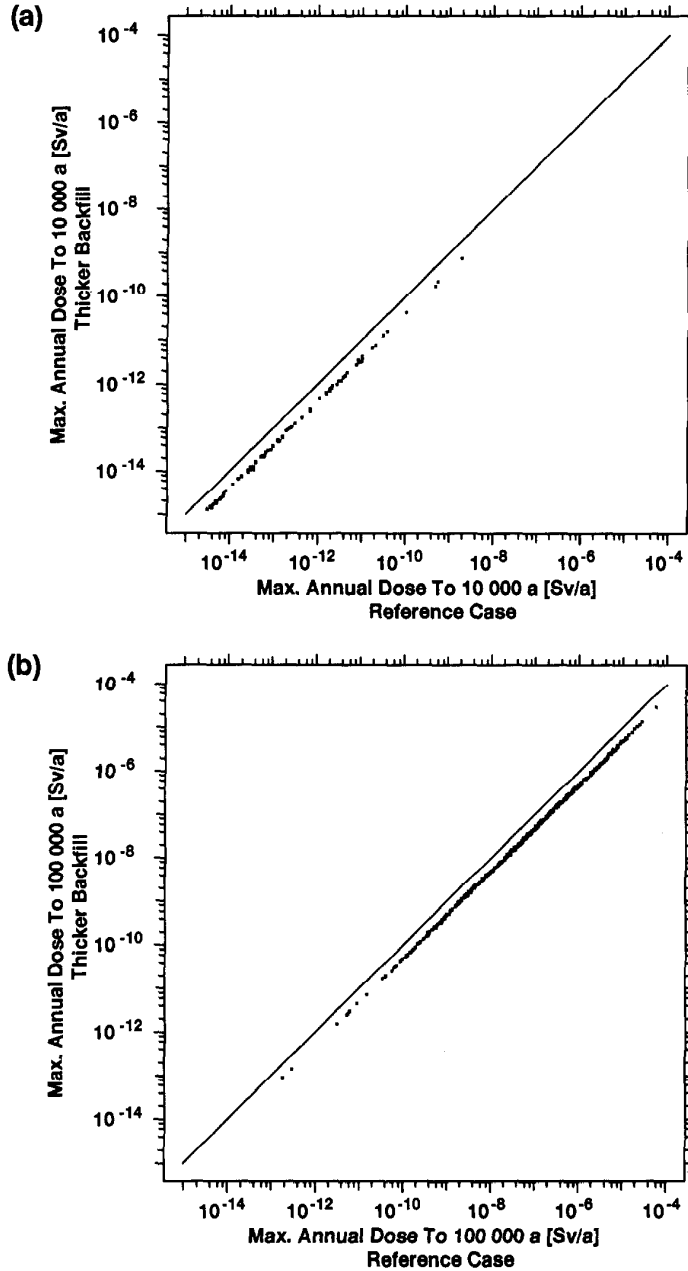 (a)
Max. Annual Dose To 10 000 a [Sv/a]
Thicker Backfill
10-4
10-6
10-8
10-10
10-12
10-14
10-14 10-12 10-10 10-8 10-6 10-4
Max. Annual Dose To 10 000 a [Sv/a]
Reference Case
(b)
Max. Annual Dose To 100 000 a [Sv/a]
Thicker Backfill
10-4
10-6
10-8
10-10
10-12
10-14
10-14 10-12 10-10 10-8 10-6 10-4
Max. Annual Dose To 100 000 a [Sv/a]
Reference Case